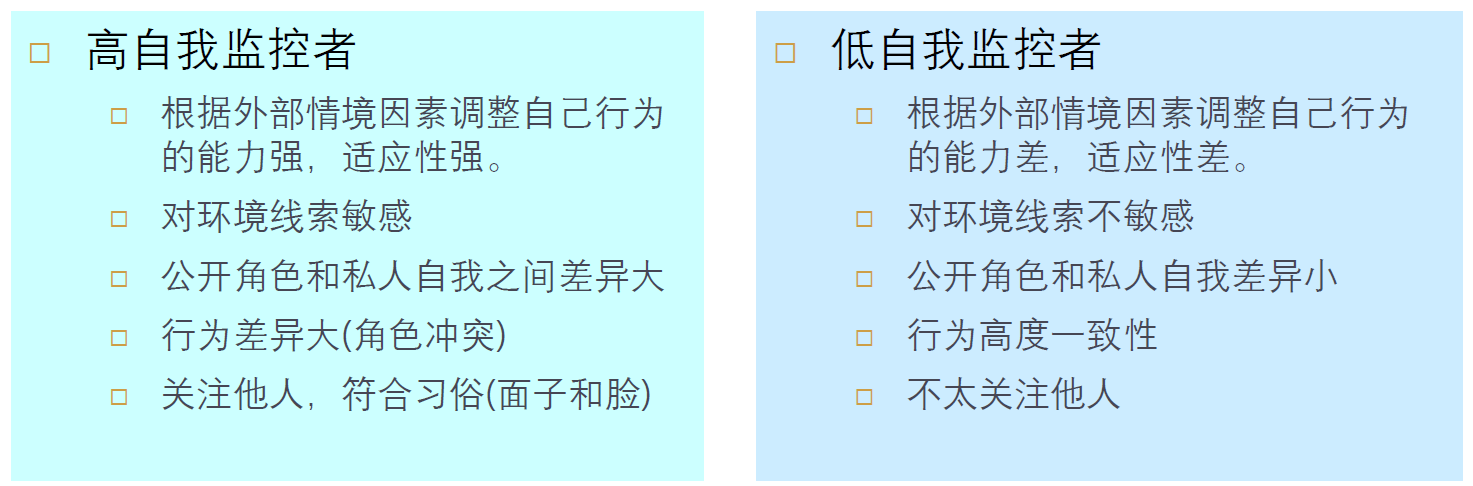 高自我监控者
根据外部情境因素调整自己行为
的能力强，适应性强。
对环境线索敏感
公开角色和私人自我之间差异大
行为差异大(角色冲突)
关注他人，符合习俗(面子和脸)
低自我监控者
根据外部情境因素调整自己行为
的能力差，适应性差。
对环境线索不敏感
公开角色和私人自我差异小
行为高度一致性
不太关注他人